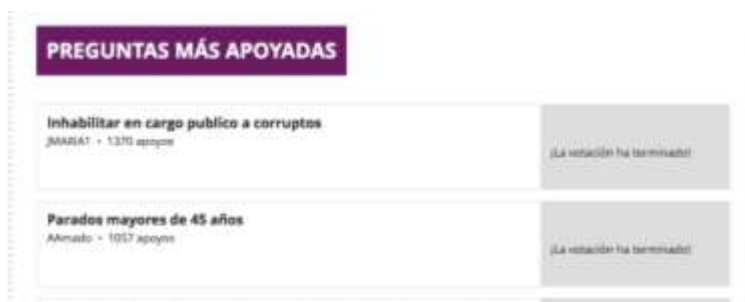 PREGUNTAS MÁS APOYADAS
Inhabilitar en cargo publico a corruptos
JMARIA1 • 1370 apoyos
¡La votación ha terminado!
Parados mayores de 45 años
AAmado • 1057 apoyos
¡La votación ha terminado!